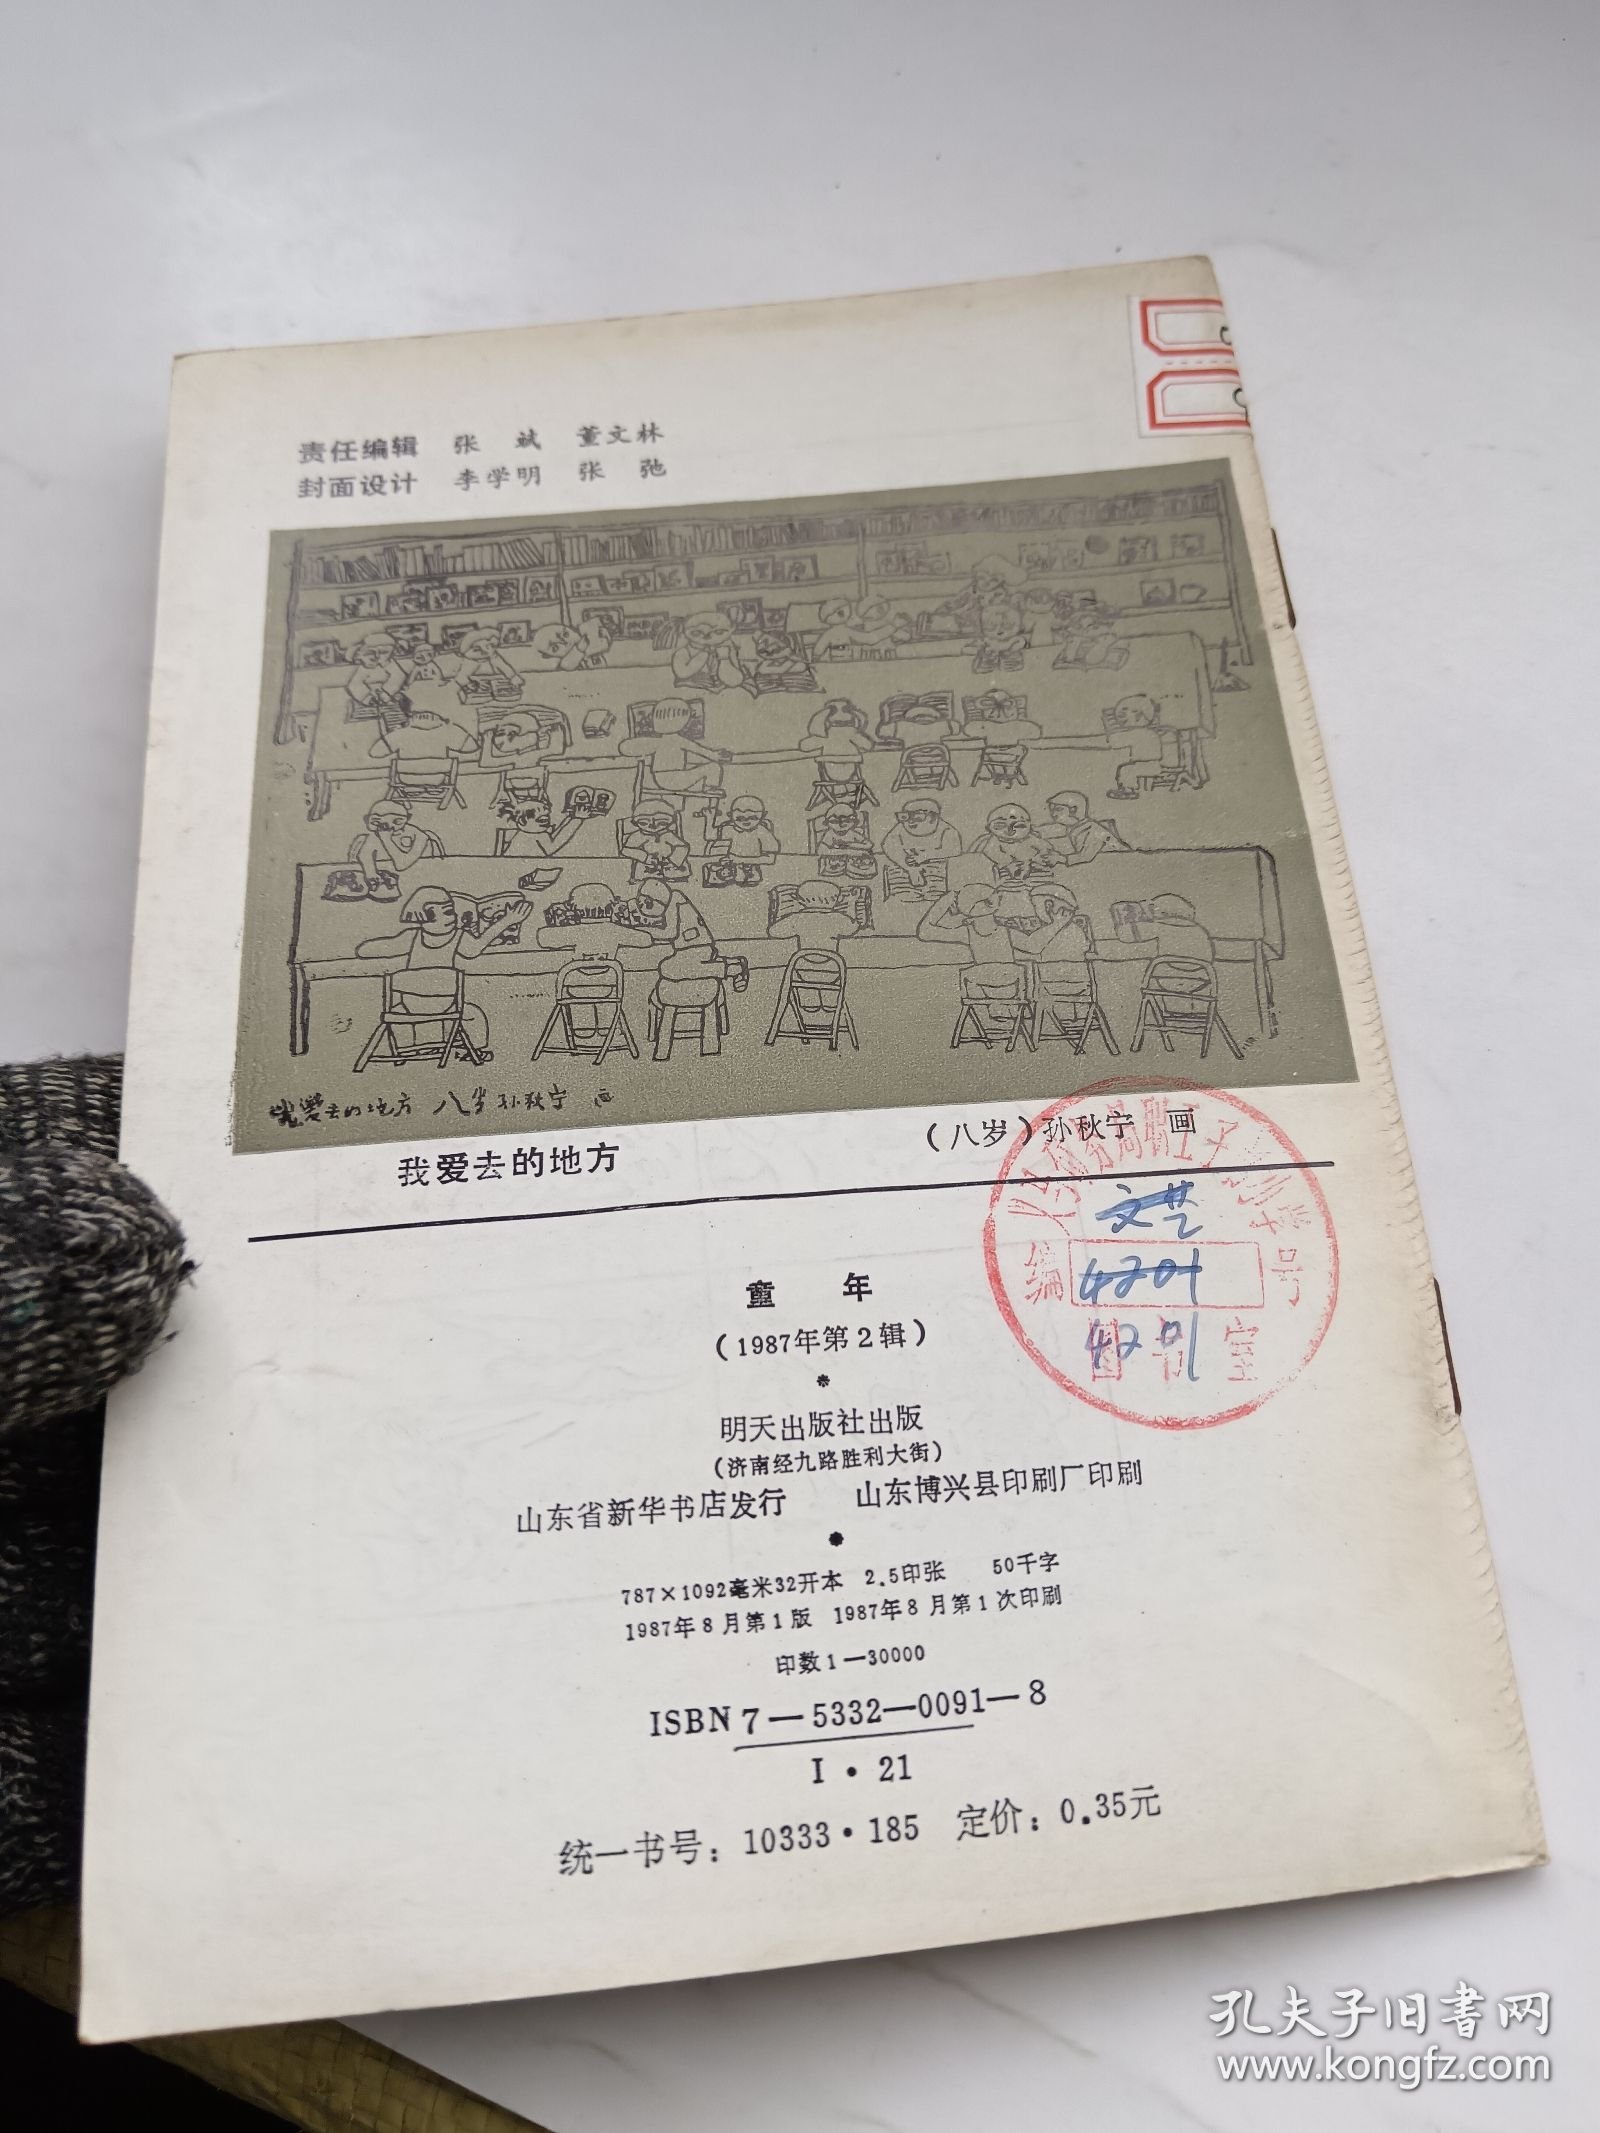 责任编辑 张 斌 董文林
封面设计 李学明 张 弛
我爱去的地方 八岁 孙秋宁 画
我爱去的地方 (八岁)孙秋宁 画
文艺
编 4201 号
4201
图书室
童 年
(1987年第2辑)
明天出版社出版
(济南经九路胜利大街)
山东省新华书店发行 山东博兴县印刷厂印刷
787×1092毫米32开本 2.5印张 50千字
1987年8月第1版 1987年8月第1次印刷
印数1—30000
ISBN 7—5332—0091—8
I·21
统一书号:10333·185 定价:0.35元
孔夫子旧书网
www.kongfz.com